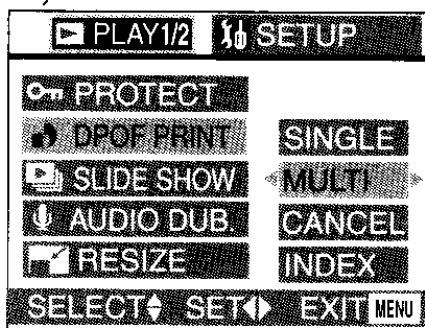 PLAY1/2 SETUP
PROTECT
DPOF PRINT SINGLE
SLIDE SHOW MULTI
AUDIO DUB. CANCEL
RESIZE INDEX
SELECT SET EXIT MENU